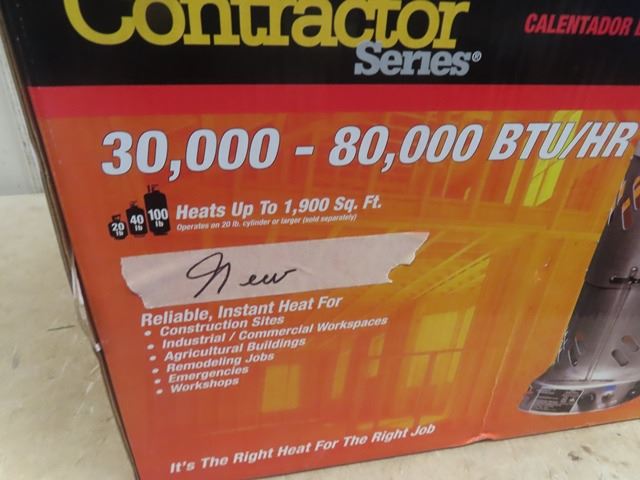 Contractor
Series®
CALENTADOR
30,000 - 80,000 BTU/HR
20 lb 40 lb 100 lb
Heats Up To 1,900 Sq. Ft.
Operates on 20 lb. cylinder or larger (sold separately)
New
Reliable, Instant Heat For
• Construction Sites
• Industrial / Commercial Workspaces
• Agricultural Buildings
• Remodeling Jobs
• Emergencies
• Workshops
It's The Right Heat For The Right Job